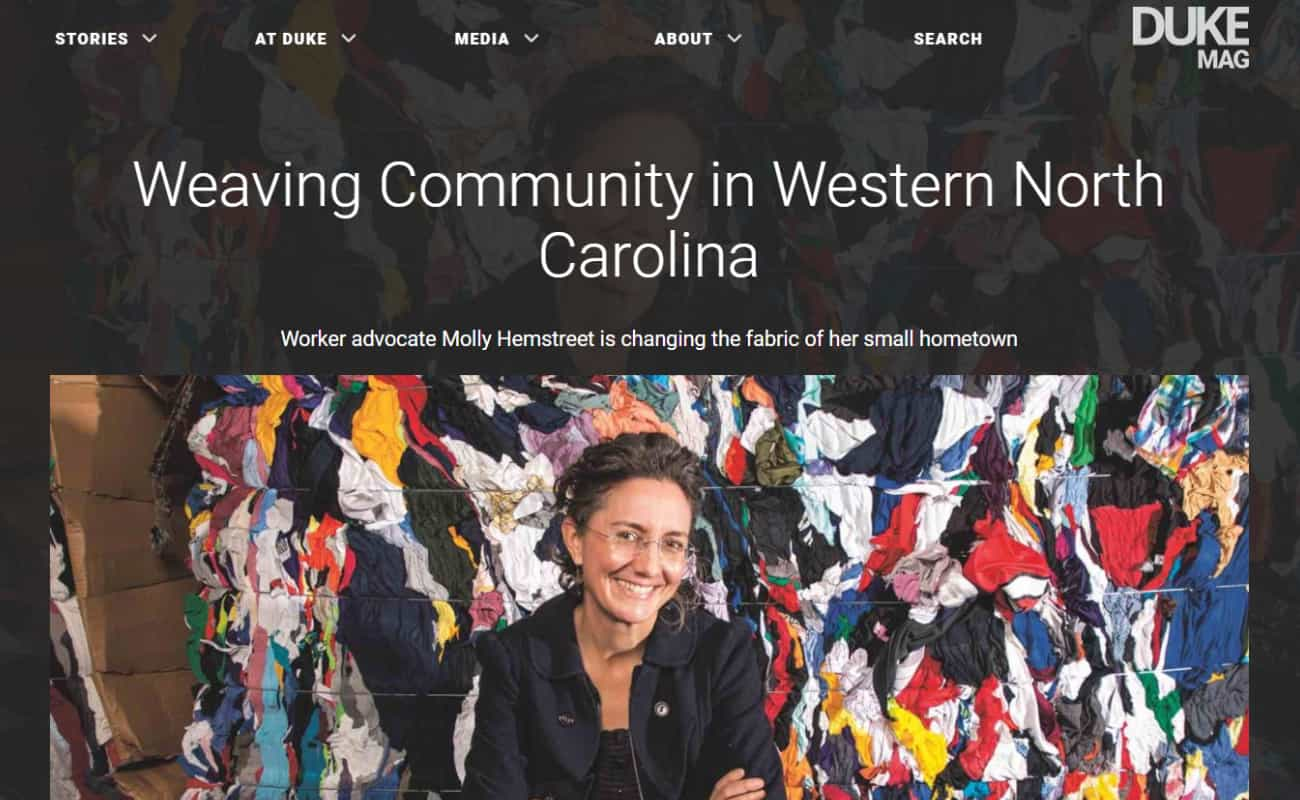 STORIES AT DUKE MEDIA ABOUT SEARCH DUKE
MAG
Weaving Community in Western North
Carolina
Worker advocate Molly Hemstreet is changing the fabric of her small hometown